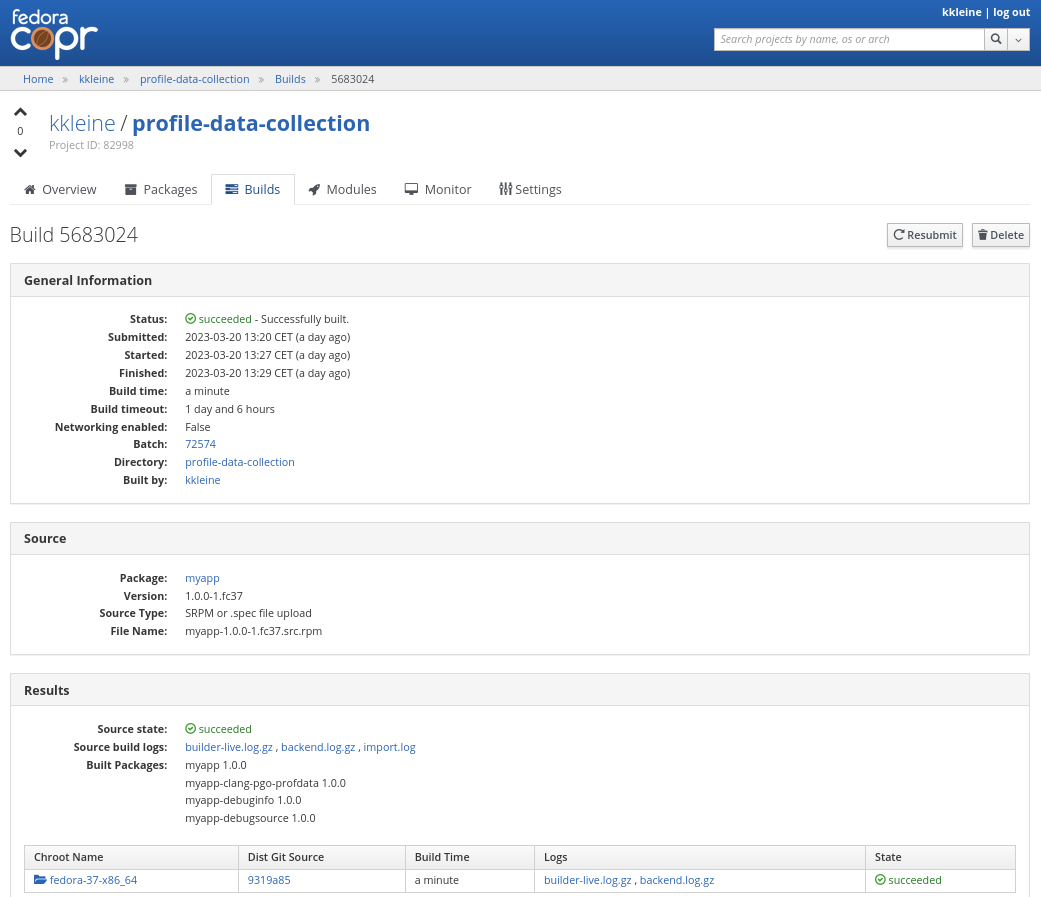 fedora
copr
kkleine | log out
Search projects by name, os or arch
Home » kkleine » profile-data-collection » Builds » 5683024
0
kkleine / profile-data-collection
Project ID: 82998
Overview Packages Builds Modules Monitor Settings
Build 5683024
Resubmit Delete
General Information
Status: succeeded - Successfully built.
Submitted: 2023-03-20 13:20 CET (a day ago)
Started: 2023-03-20 13:27 CET (a day ago)
Finished: 2023-03-20 13:29 CET (a day ago)
Build time: a minute
Build timeout: 1 day and 6 hours
Networking enabled: False
Batch: 72574
Directory: profile-data-collection
Built by: kkleine
Source
Package: myapp
Version: 1.0.0-1.fc37
Source Type: SRPM or .spec file upload
File Name: myapp-1.0.0-1.fc37.src.rpm
Results
Source state: succeeded
Source build logs: builder-live.log.gz , backend.log.gz , import.log
Built Packages: myapp 1.0.0
myapp-clang-pgo-profdata 1.0.0
myapp-debuginfo 1.0.0
myapp-debugsource 1.0.0
Chroot Name Dist Git Source Build Time Logs State
fedora-37-x86_64 9319a85 a minute builder-live.log.gz , backend.log.gz succeeded